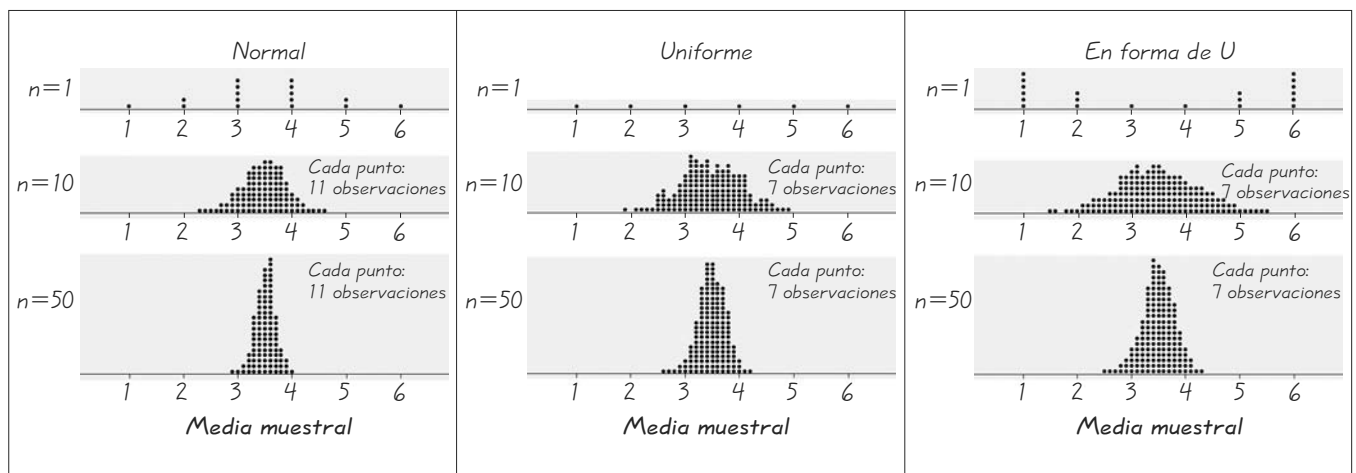 Normal
n=1
1 2 3 4 5 6
n=10
Cada punto:
11 observaciones
1 2 3 4 5 6
n=50
Cada punto:
11 observaciones
1 2 3 4 5 6
Media muestral
Uniforme
n=1
1 2 3 4 5 6
n=10
Cada punto:
7 observaciones
1 2 3 4 5 6
n=50
Cada punto:
7 observaciones
1 2 3 4 5 6
Media muestral
En forma de U
n=1
1 2 3 4 5 6
n=10
Cada punto:
7 observaciones
1 2 3 4 5 6
n=50
Cada punto:
7 observaciones
1 2 3 4 5 6
Media muestral